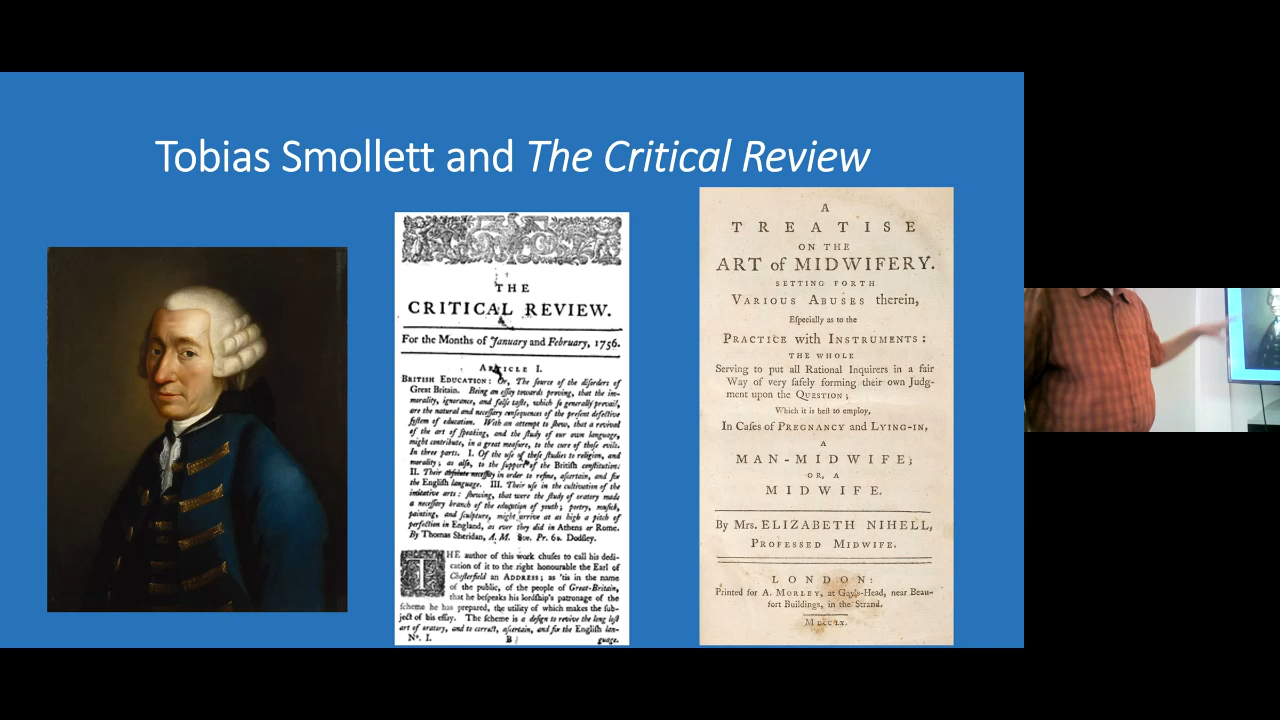 Tobias Smollett and The Critical Review
THE
CRITICAL REVIEW.
For the Months of January and February, 1756.
ARTICLE I.
BRITISH EDUCATION: Or, The source of the disorders of
Great Britain. Being an essay towards proving, that the im-
morality, ignorance, and false taste, which so generally prevail,
are the natural and necessary consequences of the present defective
system of education. With an attempt to shew, that a revival
of the art of speaking, and the study of our own language,
might contribute, in a great measure, to the cure of those evils.
In three parts. I. Of the use of these studies to religion, and
morality; as also, to the support of the British constitution:
II. Their absolute necessity in order to refine, ascertain, and fix
the English language. III. Their use in the cultivation of the
imitative arts: shewing, that were the study of oratory made
a necessary branch of the education of youth; poetry, musick,
painting, and sculpture, might arrive at as high a pitch of
perfection in England, as ever they did in Athens or Rome.
By Thomas Sheridan, A. M. 8vo. Pr. 6s. Dodsley.
THE author of this work chuses to call his dedi-
cation of it to the right honourable the Earl of
Chesterfield an ADDRESS; as 'tis in the name
of the public, of the people of Great-Britain,
that he bespeaks his lordship's patronage of the
scheme he has prepared, the utility of which makes the sub-
ject of his essay. The scheme is a design to revive the long lost
art of oratory, and to correct, ascertain, and fix the English lan-
No. I. B guage.
A
TREATISE
ON THE
ART of MIDWIFERY.
SETTING FORTH
VARIOUS ABUSES therein,
Especially as to the
PRACTICE with INSTRUMENTS:
THE WHOLE
Serving to put all Rational Inquirers in a fair
Way of very safely forming their own Judg-
ment upon the QUESTION;
Which it is best to employ,
In Cases of PREGNANCY and LYING-IN,
A
MAN-MIDWIFE;
OR, A
MIDWIFE.
By Mrs. ELIZABETH NIHELL,
PROFESSED MIDWIFE.
LONDON:
Printed for A. MORLEY, at Gay's-Head, near Beau-
fort Buildings, in the Strand.
MDCCLX.